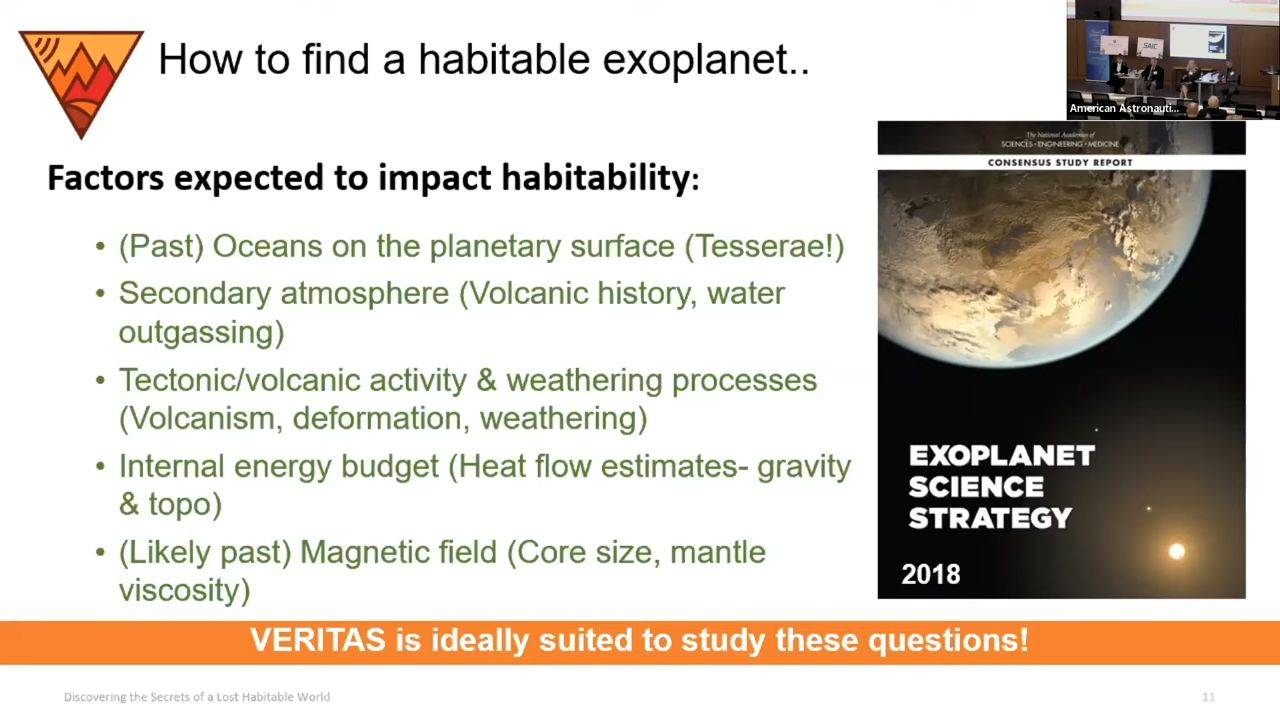 How to find a habitable exoplanet..
SAIC
American Astronauti...
Factors expected to impact habitability:
• (Past) Oceans on the planetary surface (Tesserae!)
• Secondary atmosphere (Volcanic history, water
outgassing)
• Tectonic/volcanic activity & weathering processes
(Volcanism, deformation, weathering)
• Internal energy budget (Heat flow estimates- gravity
& topo)
• (Likely past) Magnetic field (Core size, mantle
viscosity)
The National Academies of
SCIENCES • ENGINEERING • MEDICINE
CONSENSUS STUDY REPORT
EXOPLANET
SCIENCE
STRATEGY
2018
VERITAS is ideally suited to study these questions!
Discovering the Secrets of a Lost Habitable World
11